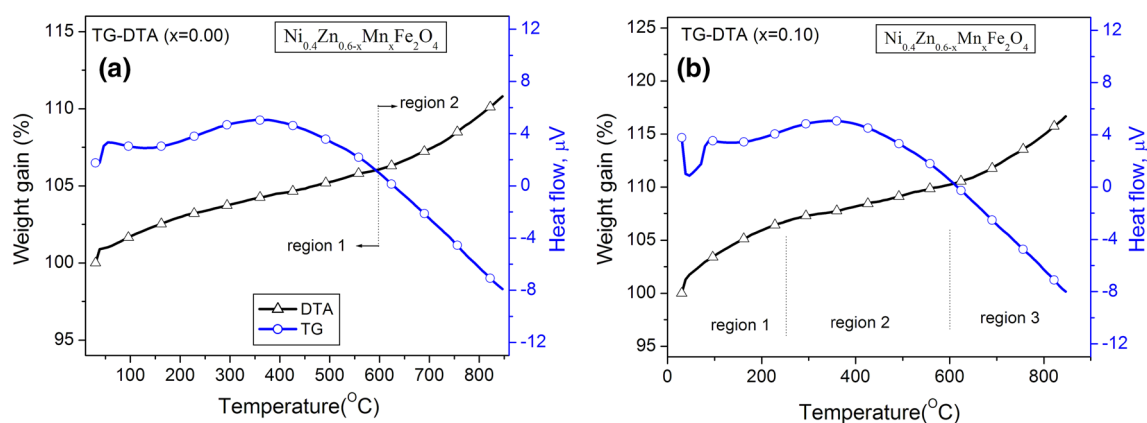 TG-DTA (x=0.00)
Ni0.4Zn0.6-xMnxFe2O4
(a)
region 2
region 1
DTA
TG
115
110
105
100
95
Weight gain (%)
12
8
4
0
-4
-8
-12
Heat flow, μV
100 200 300 400 500 600 700 800
Temperature(OC)
TG-DTA (x=0.10)
Ni0.4Zn0.6-xMnxFe2O4
(b)
region 1
region 2
region 3
125
120
115
110
105
100
95
Weight gain (%)
12
8
4
0
-4
-8
-12
Heat flow, μV
0 200 400 600 800
Temperature(OC)